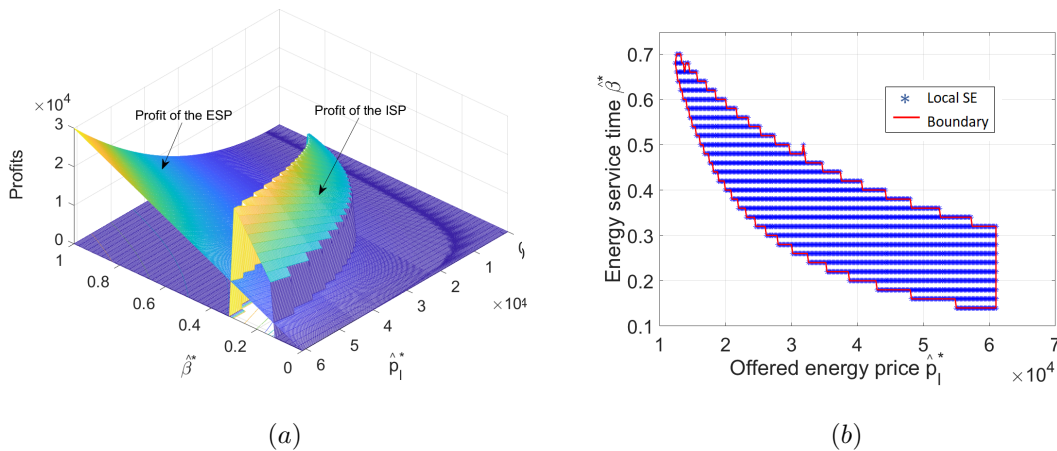 ×10⁴
3
2
1
0
Profits
Profit of the ESP
Profit of the ISP
1
0.8
0.6
0.4
0.2
0
β̂*
6
5
4
3
2
1
×10⁴
p̂_I*
(a)
0.7
0.6
0.5
0.4
0.3
0.2
0.1
Energy service time β̂*
Local SE
Boundary
1 2 3 4 5 6 7
Offered energy price p̂_I* ×10⁴
(b)